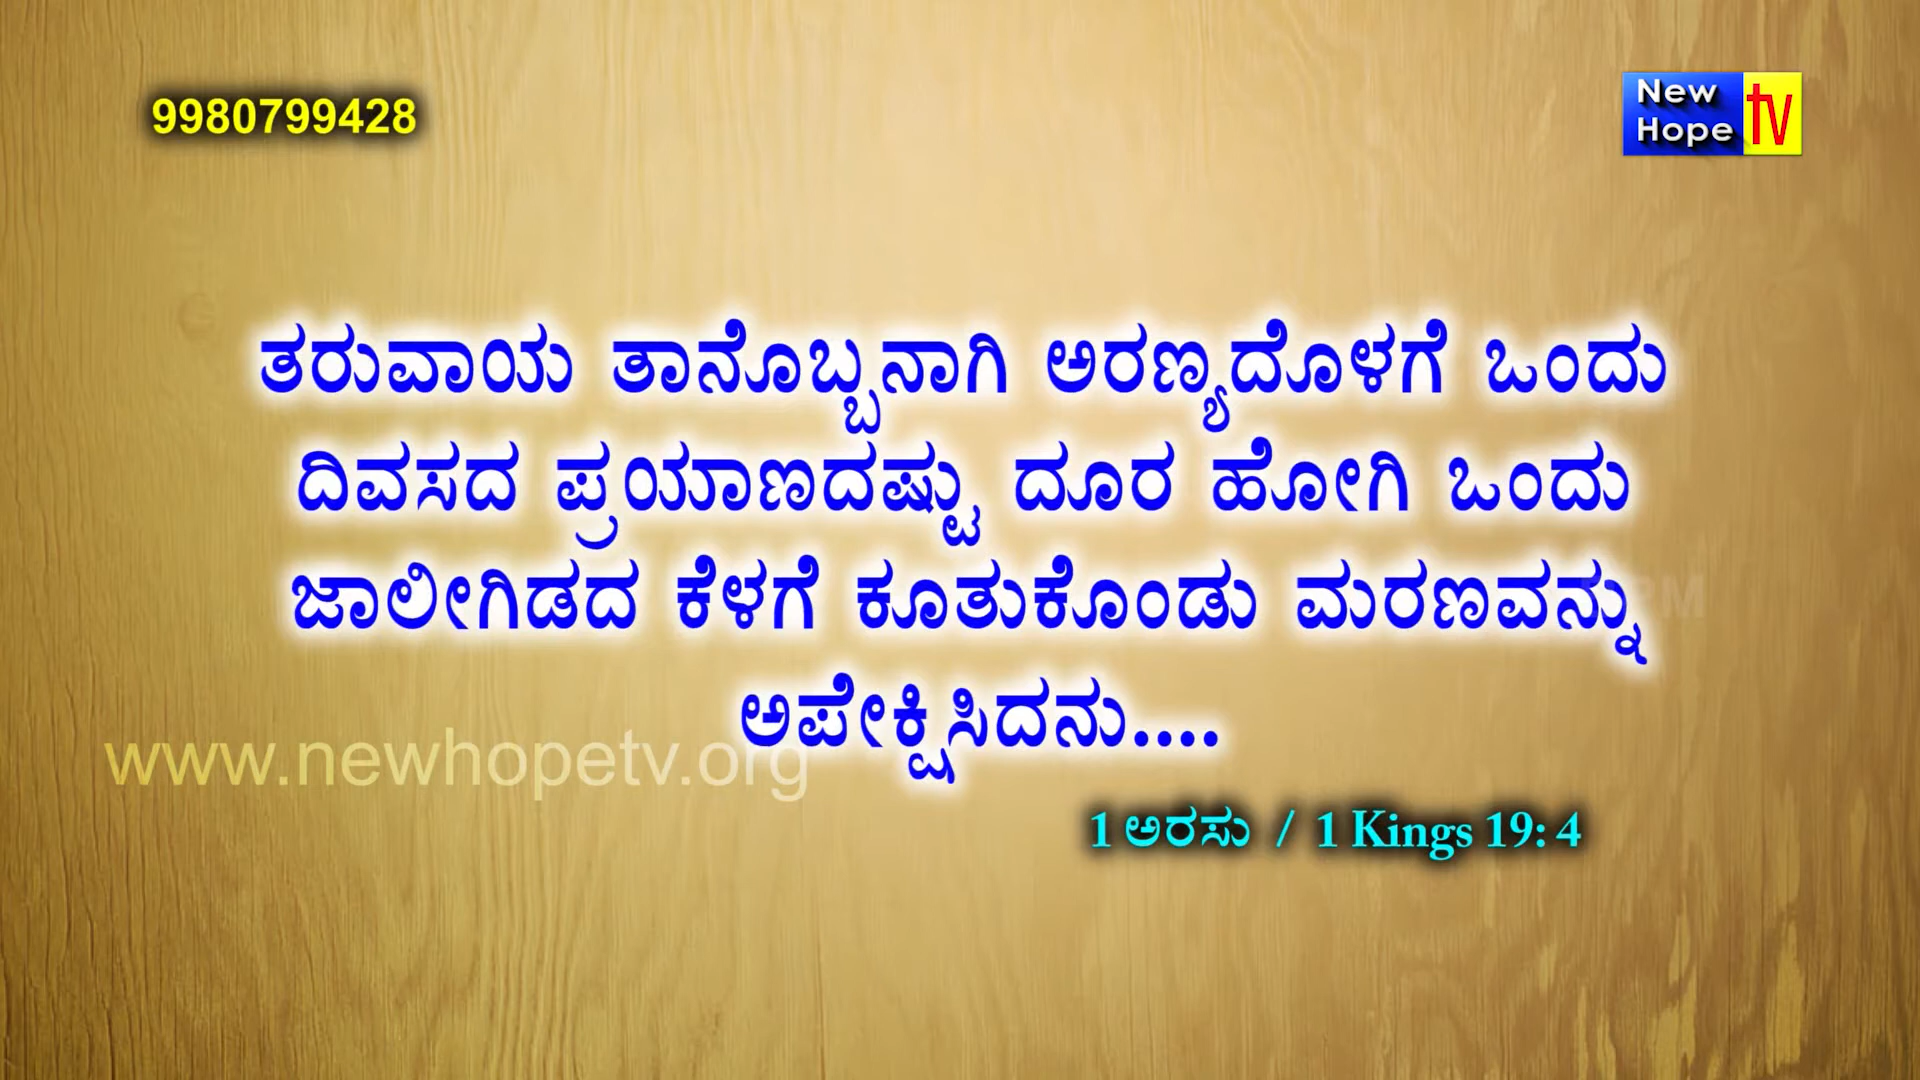 9980799428
New
Hope
tv
ತರುವಾಯ ತಾನೊಬ್ಬನಾಗಿ ಅರಣ್ಯದೊಳಗೆ ಒಂದು
ದಿವಸದ ಪ್ರಯಾಣದಷ್ಟು ದೂರ ಹೋಗಿ ಒಂದು
ಜಾಲೀಗಿಡದ ಕೆಳಗೆ ಕೂತುಕೊಂಡು ಮರಣವನ್ನು
ಅಪೇಕ್ಷಿಸಿದನು....
www.newhopetv.org
1 ಅರಸು / 1 Kings 19: 4